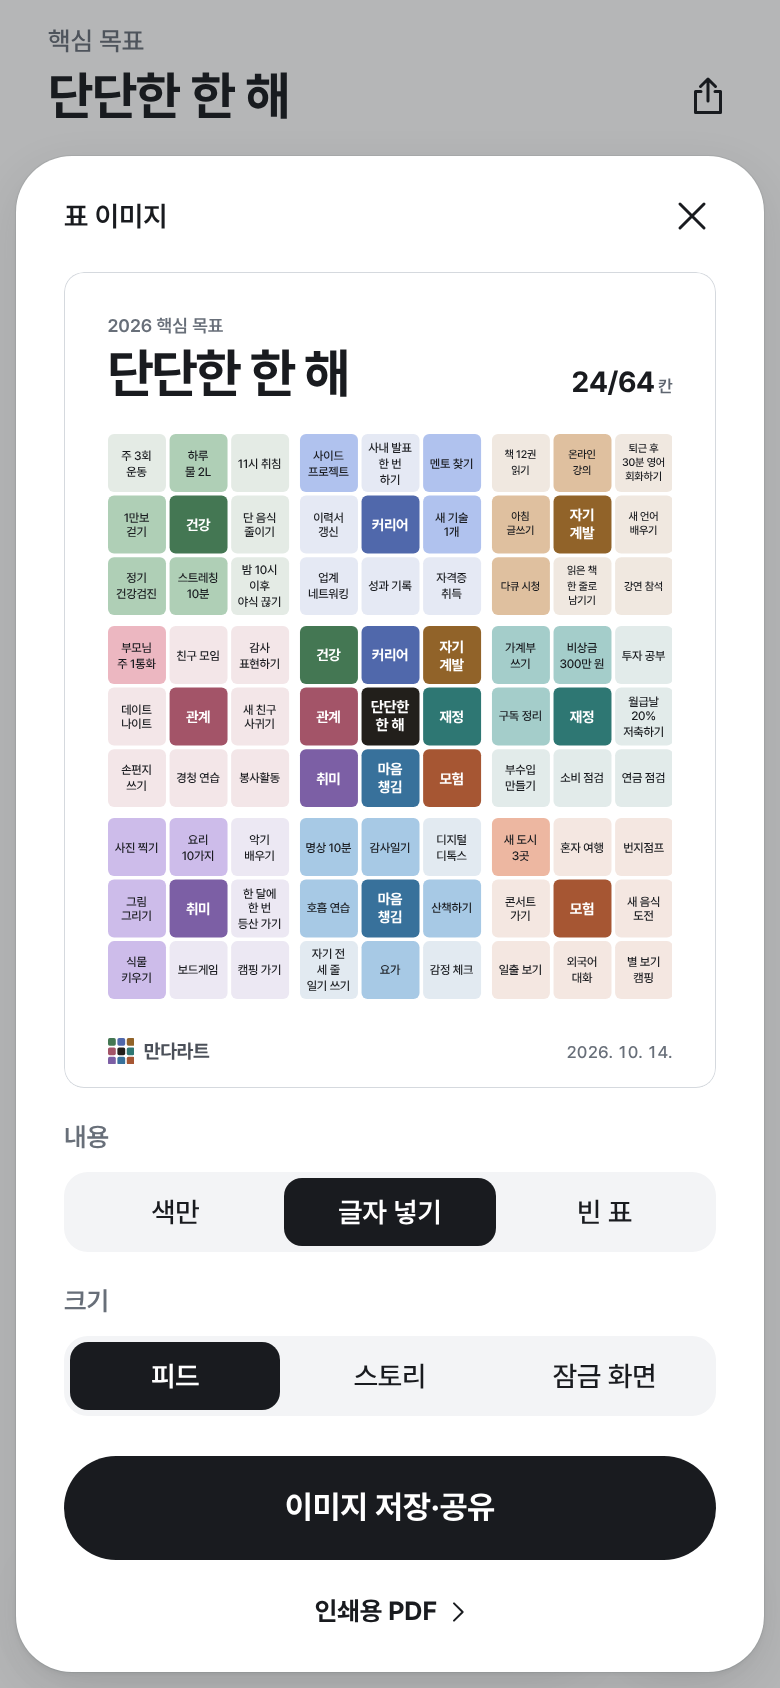 핵심 목표
단단한 한 해
표 이미지
2026 핵심 목표
단단한 한 해
24/64 칸
주 3회
운동
하루
물 2L
11시 취침
사이드
프로젝트
사내 발표
한 번
하기
멘토 찾기
책 12권
읽기
온라인
강의
퇴근 후
30분 영어
회화하기
1만보
걷기
건강
단 음식
줄이기
이력서
갱신
커리어
새 기술
1개
아침
글쓰기
자기
계발
새 언어
배우기
정기
건강검진
스트레칭
10분
밤 10시
이후
야식 끊기
업계
네트워킹
성과 기록
자격증
취득
다큐 시청
읽은 책
한 줄로
남기기
강연 참석
부모님
주 1통화
친구 모임
감사
표현하기
건강
커리어
자기
계발
가계부
쓰기
비상금
300만 원
투자 공부
데이트
나이트
관계
새 친구
사귀기
관계
단단한
한 해
재정
구독 정리
재정
월급날
20%
저축하기
손편지
쓰기
경청 연습
봉사활동
취미
마음
챙김
모험
부수입
만들기
소비 점검
연금 점검
사진 찍기
요리
10가지
악기
배우기
명상 10분
감사일기
디지털
디톡스
새 도시
3곳
혼자 여행
번지점프
그림
그리기
취미
한 달에
한 번
등산 가기
호흡 연습
마음
챙김
산책하기
콘서트
가기
모험
새 음식
도전
식물
키우기
보드게임
캠핑 가기
자기 전
세 줄
일기 쓰기
요가
감정 체크
일출 보기
외국어
대화
별 보기
캠핑
만다라트
2026. 10. 14.
내용
색만
글자 넣기
빈 표
크기
피드
스토리
잠금 화면
이미지 저장·공유
인쇄용 PDF